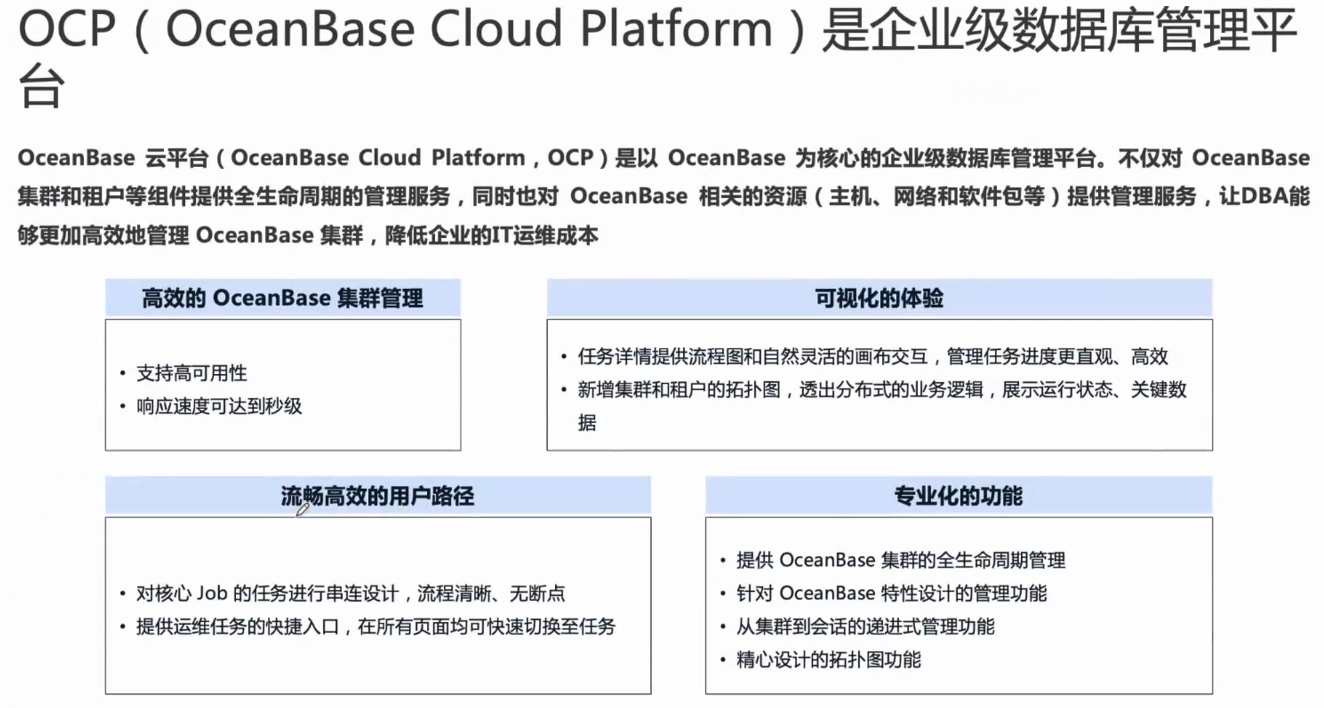 OCP（OceanBase Cloud Platform）是企业级数据库管理平
台
OceanBase 云平台（OceanBase Cloud Platform，OCP）是以 OceanBase 为核心的企业级数据库管理平台。不仅对 OceanBase
集群和租户等组件提供全生命周期的管理服务，同时也对 OceanBase 相关的资源（主机、网络和软件包等）提供管理服务，让DBA能
够更加高效地管理 OceanBase 集群，降低企业的IT运维成本
高效的 OceanBase 集群管理
• 支持高可用性
• 响应速度可达到秒级
可视化的体验
• 任务详情提供流程图和自然灵活的画布交互，管理任务进度更直观、高效
• 新增集群和租户的拓扑图，透出分布式的业务逻辑，展示运行状态、关键数
据
流畅高效的用户路径
• 对核心 Job 的任务进行串连设计，流程清晰、无断点
• 提供运维任务的快捷入口，在所有页面均可快速切换至任务
专业化的功能
• 提供 OceanBase 集群的全生命周期管理
• 针对 OceanBase 特性设计的管理功能
• 从集群到会话的递进式管理功能
• 精心设计的拓扑图功能